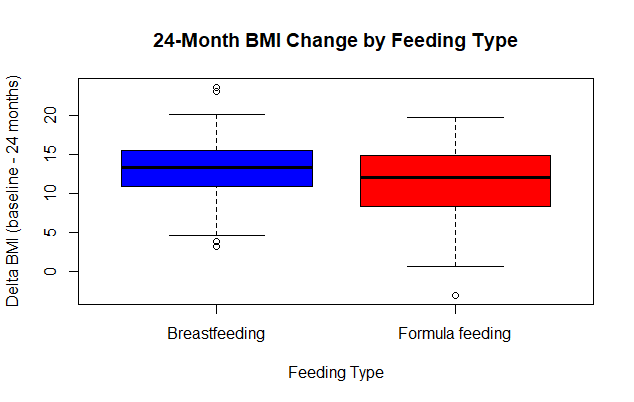 24-Month BMI Change by Feeding Type
Delta BMI (baseline - 24 months)
20
15
10
5
0
Breastfeeding
Formula feeding
Feeding Type